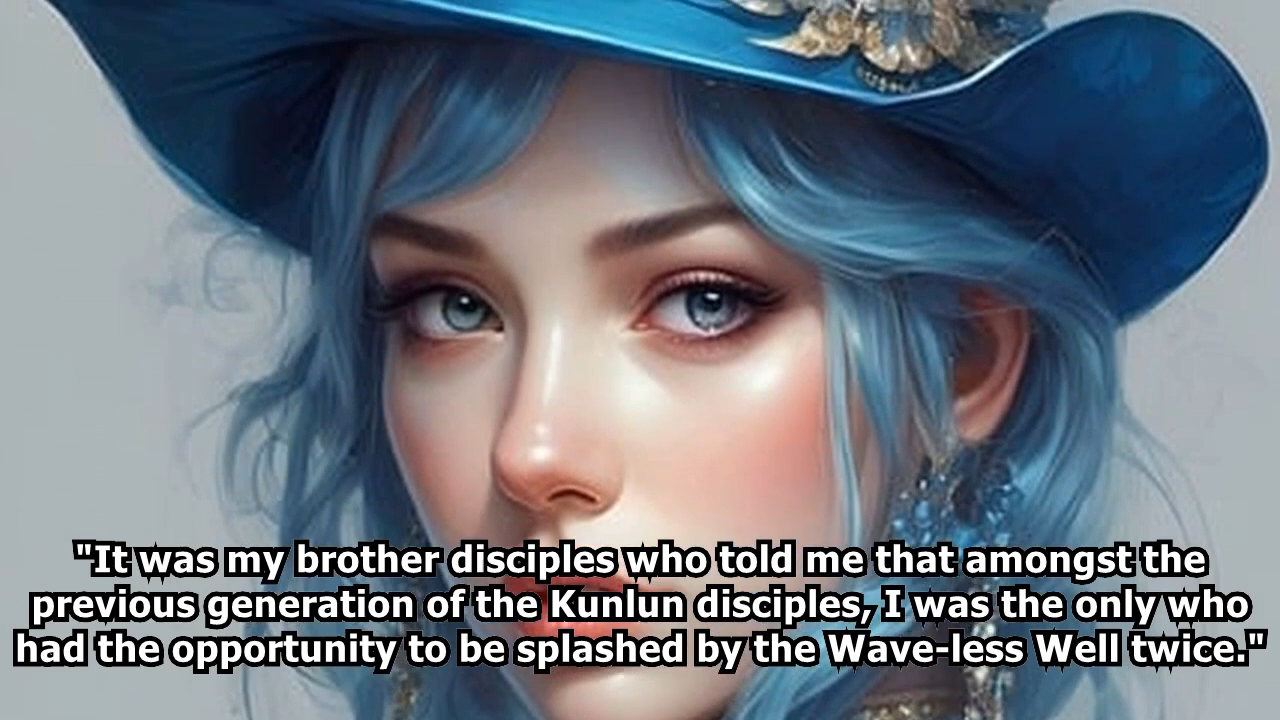 "It was my brother disciples who told me that amongst the
previous generation of the Kunlun disciples, I was the only who
had the opportunity to be splashed by the Wave-less Well twice."